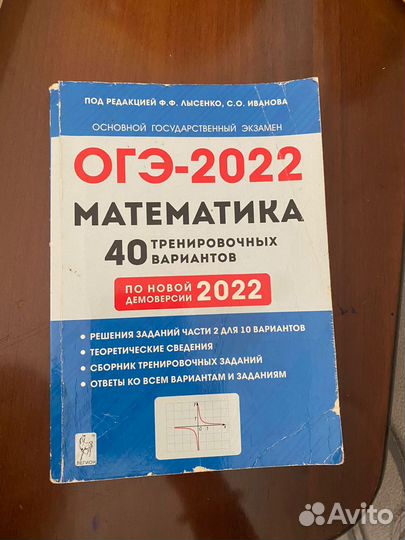 ПОД РЕДАКЦИЕЙ Ф.Ф. ЛЫСЕНКО, С.О. ИВАНОВА
ОСНОВНОЙ ГОСУДАРСТВЕННЫЙ ЭКЗАМЕН
ОГЭ-2022
МАТЕМАТИКА
40 ТРЕНИРОВОЧНЫХ
ВАРИАНТОВ
ПО НОВОЙ
ДЕМОВЕРСИИ 2022
• РЕШЕНИЯ ЗАДАНИЙ ЧАСТИ 2 ДЛЯ 10 ВАРИАНТОВ
• ТЕОРЕТИЧЕСКИЕ СВЕДЕНИЯ
• СБОРНИК ТРЕНИРОВОЧНЫХ ЗАДАНИЙ
• ОТВЕТЫ КО ВСЕМ ВАРИАНТАМ И ЗАДАНИЯМ
ЛЕГИОН
Avito